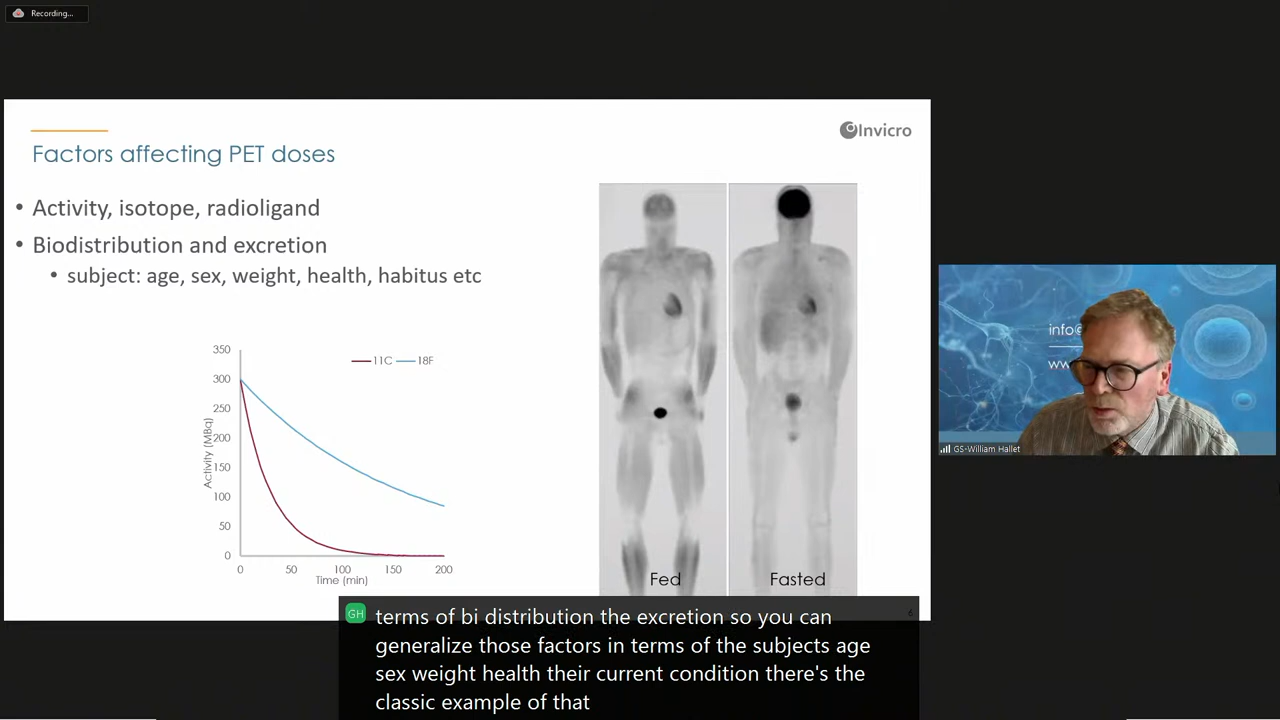 Recording...
Invicro
Factors affecting PET doses
• Activity, isotope, radioligand
• Biodistribution and excretion
• subject: age, sex, weight, health, habitus etc
350
300
250
200
150
100
50
0
Activity (MBq)
11C
18F
0
50
100
150
200
Time (min)
Fed
Fasted
info@
ww
GS-William Hallet
GH
terms of bi distribution the excretion so you can
generalize those factors in terms of the subjects age
sex weight health their current condition there's the
classic example of that